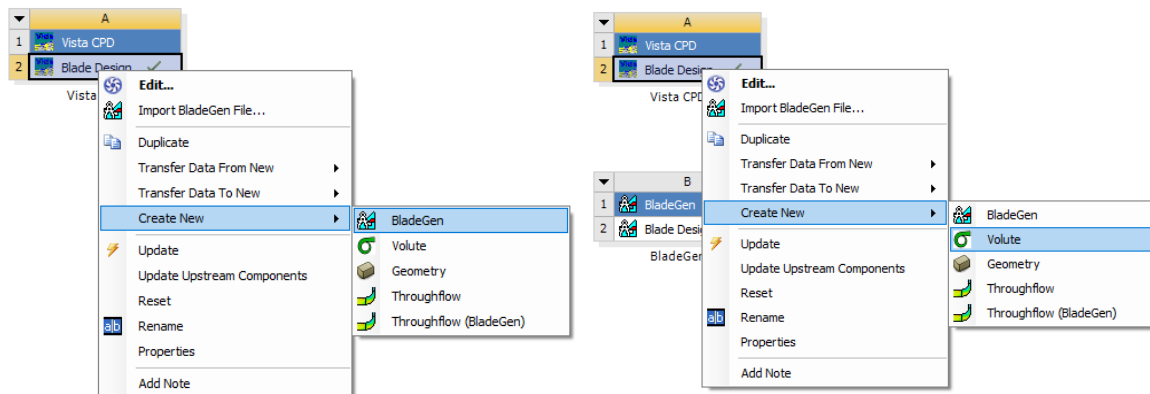 A
1 Vista CPD
2 Blade Design
Vista
Edit...
Import BladeGen File...
Duplicate
Transfer Data From New
Transfer Data To New
Create New
Update
Update Upstream Components
Reset
ab Rename
Properties
Add Note
BladeGen
Volute
Geometry
Throughflow
Throughflow (BladeGen)
A
1 Vista CPD
2 Blade Design
Vista CPD
B
1 BladeGen
2 Blade Desi
BladeGen
Edit...
Import BladeGen File...
Duplicate
Transfer Data From New
Transfer Data To New
Create New
Update
Update Upstream Components
Reset
ab Rename
Properties
Add Note
BladeGen
Volute
Geometry
Throughflow
Throughflow (BladeGen)